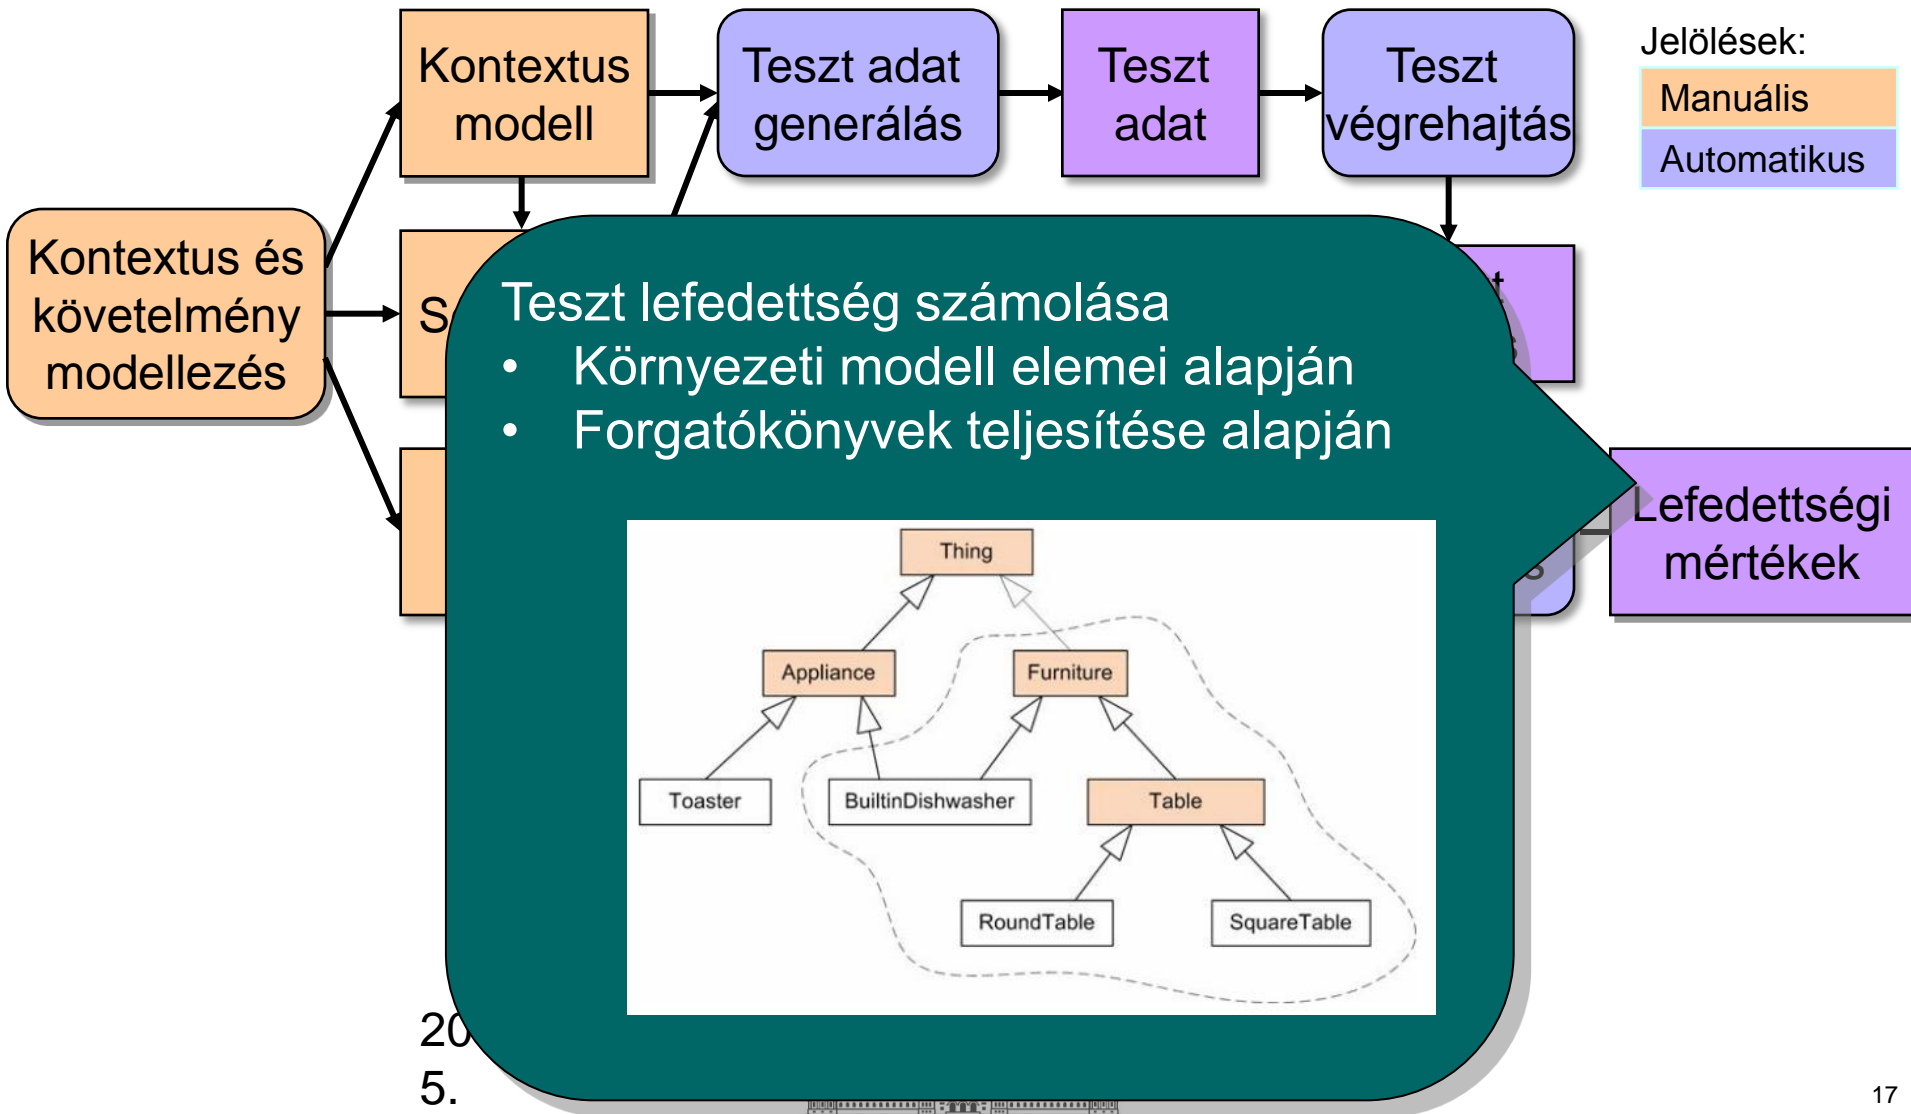 Kontextus
modell
Teszt adat
generálás
Teszt
adat
Teszt
végrehajtás
Jelölések:
Manuális
Automatikus
Kontextus és
követelmény
modellezés
Teszt lefedettség számolása
• Környezeti modell elemei alapján
• Forgatókönyvek teljesítése alapján
Lefedettségi
mértékek
Thing
Appliance
Furniture
Toaster
BuiltinDishwasher
Table
RoundTable
SquareTable
20
5.
17